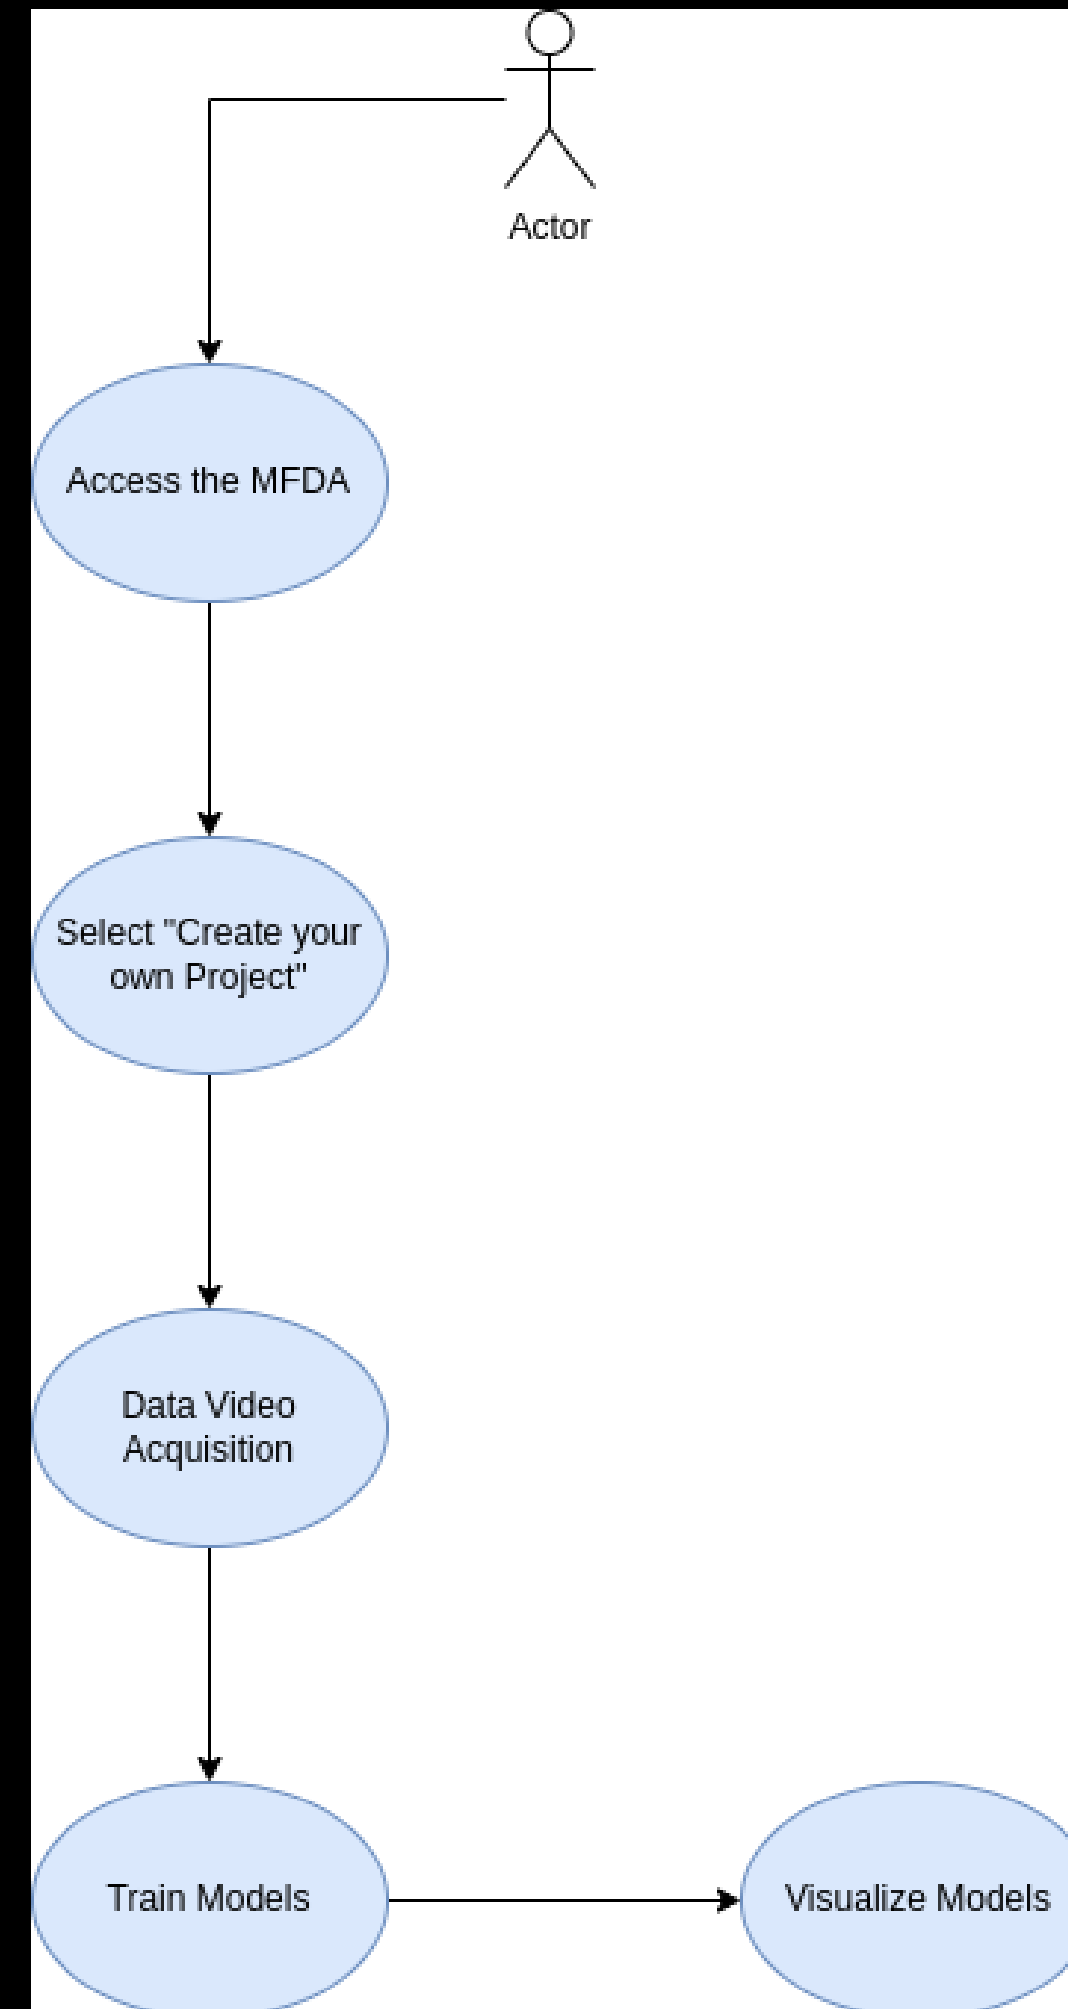 Actor
Access the MFDA
Select "Create your
own Project"
Data Video
Acquisition
Train Models
Visualize Models